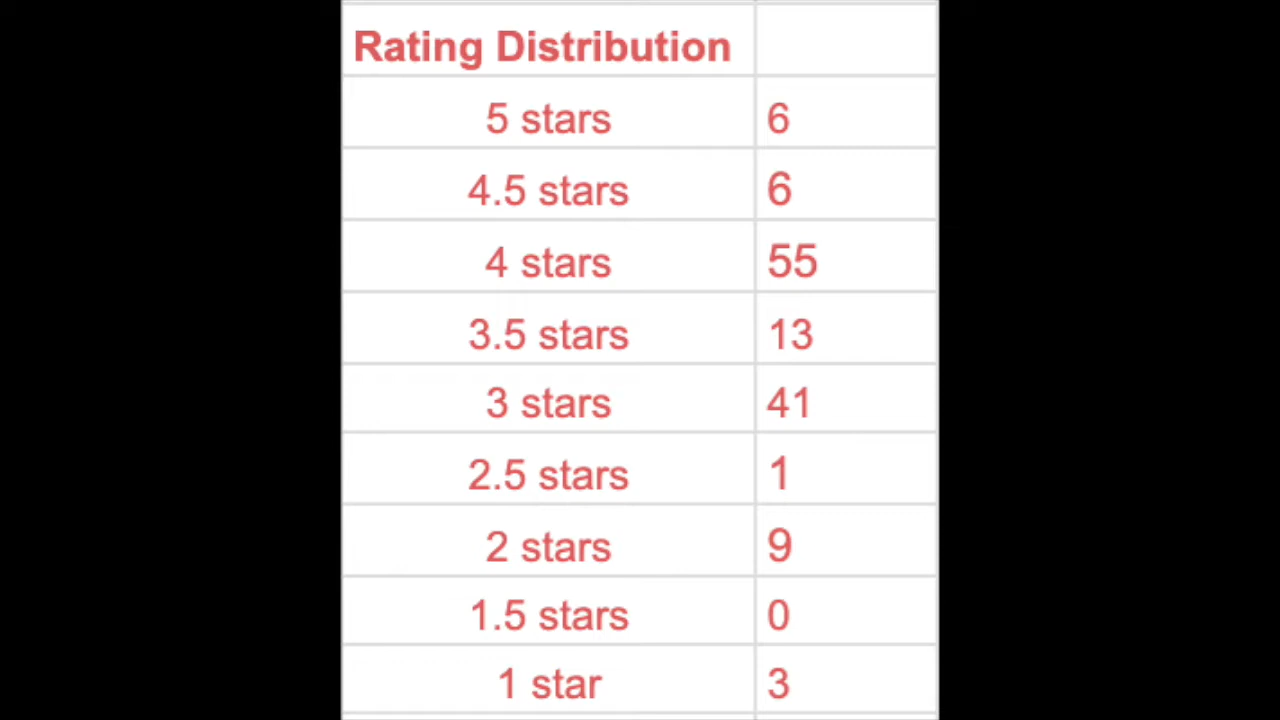 Rating Distribution
5 stars 6
4.5 stars 6
4 stars 55
3.5 stars 13
3 stars 41
2.5 stars 1
2 stars 9
1.5 stars 0
1 star 3